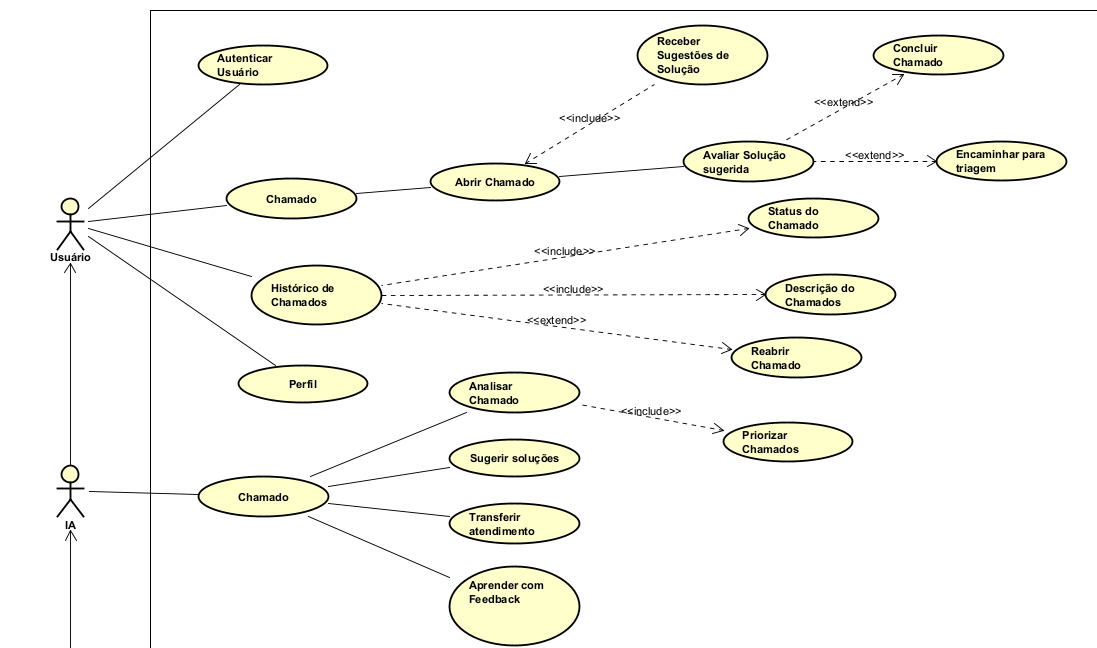 Autenticar
Usuário
Receber
Sugestões de
Solução
Concluir
Chamado
<<extend>>
<<include>>
Avaliar Solução
sugerida
<<extend>>
Encaminhar para
triagem
Abrir Chamado
Chamado
Status do
Chamado
Usuário
<<include>>
Histórico de
Chamados
<<include>>
Descrição do
Chamados
<<extend>>
Reabrir
Chamado
Perfil
Analisar
Chamado
<<include>>
Priorizar
Chamados
Sugerir soluções
Chamado
IA
Transferir
atendimento
Aprender com
Feedback